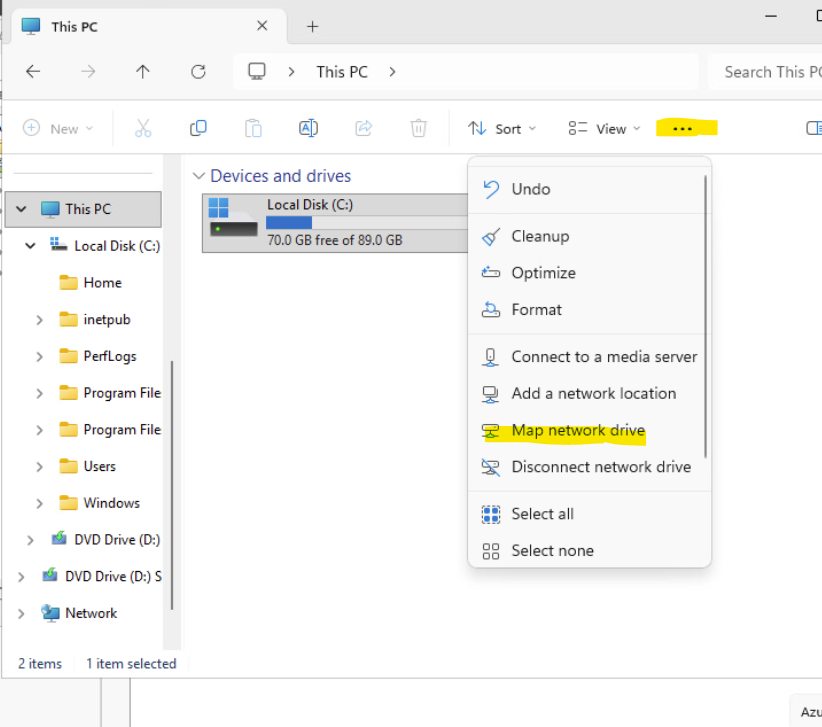 This PC
This PC
Search This PC
New
Sort
View
...
Devices and drives
Local Disk (C:)
70.0 GB free of 89.0 GB
This PC
Local Disk (C:)
Home
inetpub
PerfLogs
Program File
Program File
Users
Windows
DVD Drive (D:)
DVD Drive (D:) S
Network
Undo
Cleanup
Optimize
Format
Connect to a media server
Add a network location
Map network drive
Disconnect network drive
Select all
Select none
2 items
1 item selected
Azu